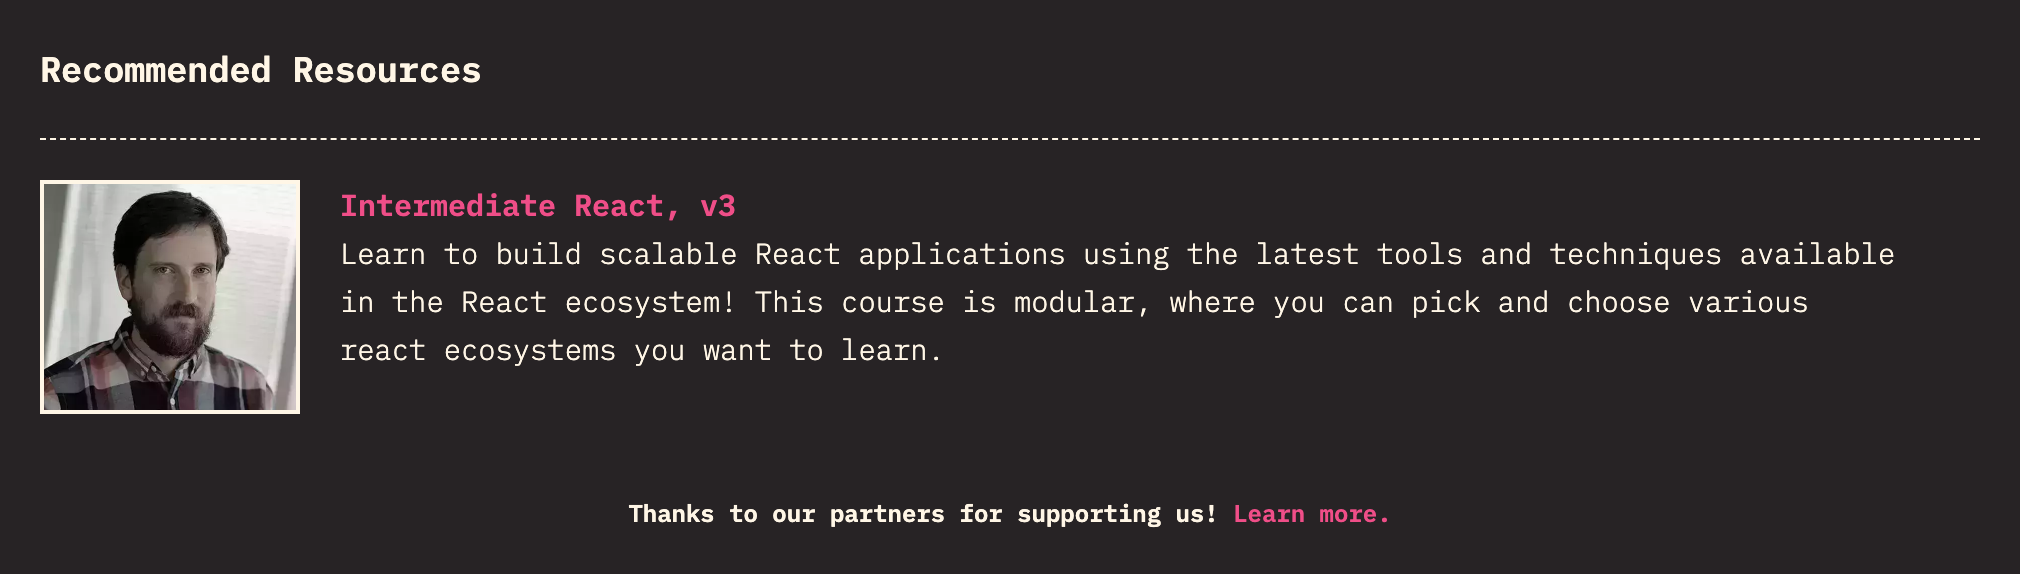 Recommended Resources
Intermediate React, v3
Learn to build scalable React applications using the latest tools and techniques available
in the React ecosystem! This course is modular, where you can pick and choose various
react ecosystems you want to learn.
Thanks to our partners for supporting us! Learn more.